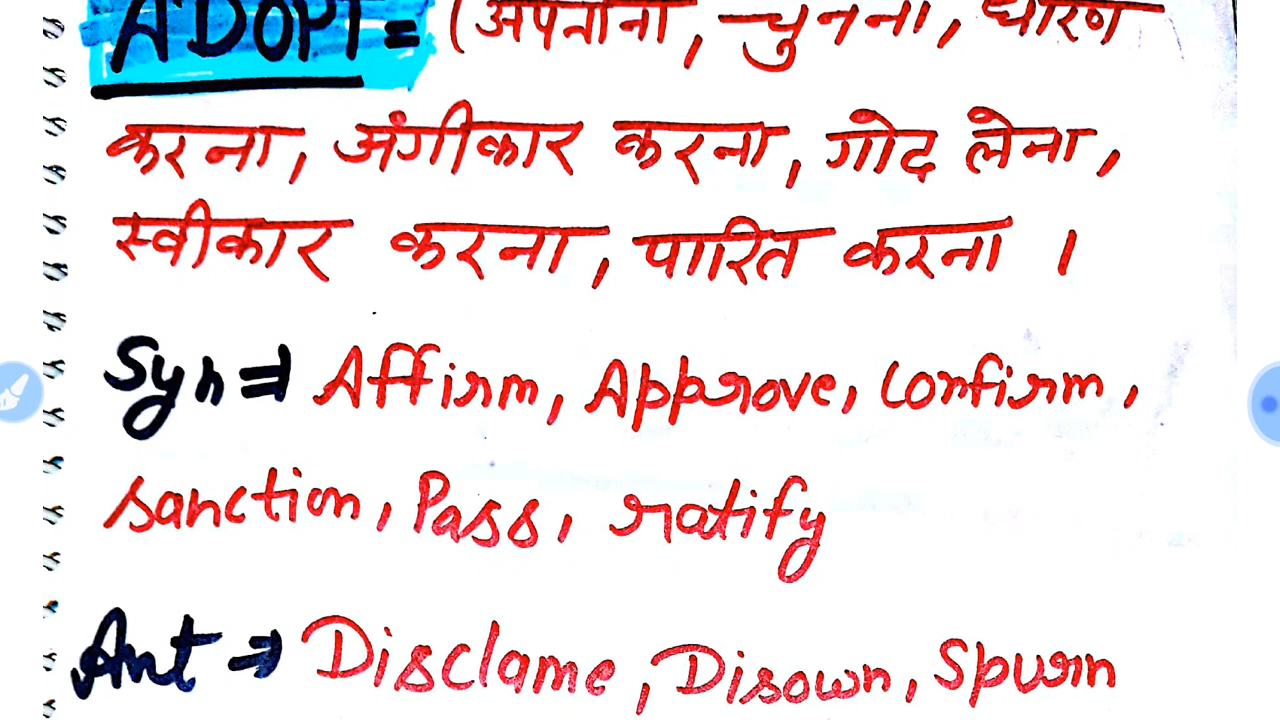 ADOPT = (अपनाना, चुनना, धारण
करना, अंगीकार करना, गोद लेना,
स्वीकार करना, पारित करना ।
Syn ⇒ Affirm, Approve, Confirm,
sanction, Pass, ratify
Ant ⇒ Disclame, Disown, Spurn